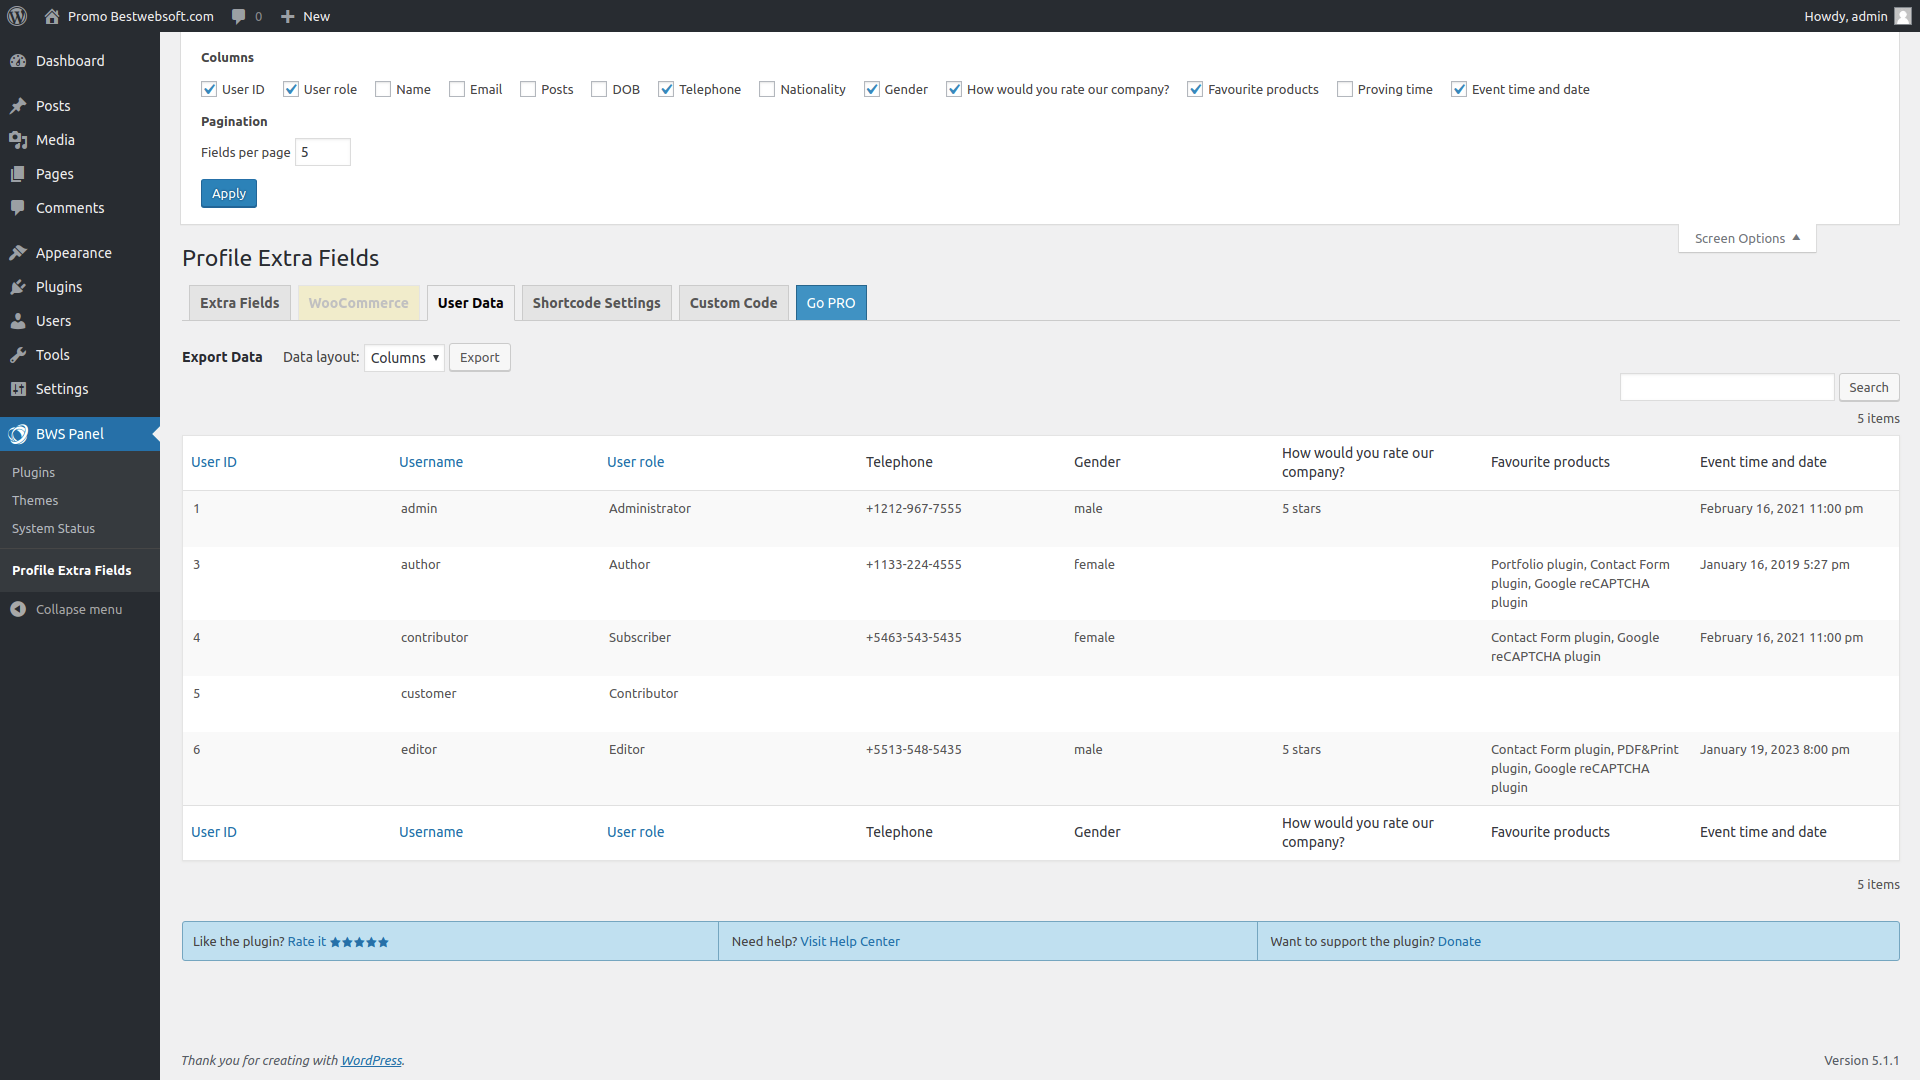 Promo Bestwebsoft.com 0 New Howdy, admin
Dashboard
Posts
Media
Pages
Comments
Appearance
Plugins
Users
Tools
Settings
BWS Panel
Plugins
Themes
System Status
Profile Extra Fields
Collapse menu
Columns
User ID User role Name Email Posts DOB Telephone Nationality Gender How would you rate our company? Favourite products Proving time Event time and date
Pagination
Fields per page 5
Apply
Screen Options
Profile Extra Fields
Extra Fields WooCommerce User Data Shortcode Settings Custom Code Go PRO
Export Data Data layout: Columns Export
Search
5 items
User ID Username User role Telephone Gender How would you rate our company? Favourite products Event time and date
1 admin Administrator +1212-967-7555 male 5 stars February 16, 2021 11:00 pm
3 author Author +1133-224-4555 female Portfolio plugin, Contact Form January 16, 2019 5:27 pm
plugin, Google reCAPTCHA
plugin
4 contributor Subscriber +5463-543-5435 female Contact Form plugin, Google February 16, 2021 11:00 pm
reCAPTCHA plugin
5 customer Contributor
6 editor Editor +5513-548-5435 male 5 stars Contact Form plugin, PDF&Print January 19, 2023 8:00 pm
plugin, Google reCAPTCHA
plugin
User ID Username User role Telephone Gender How would you rate our company? Favourite products Event time and date
5 items
Like the plugin? Rate it Need help? Visit Help Center Want to support the plugin? Donate
Thank you for creating with WordPress. Version 5.1.1